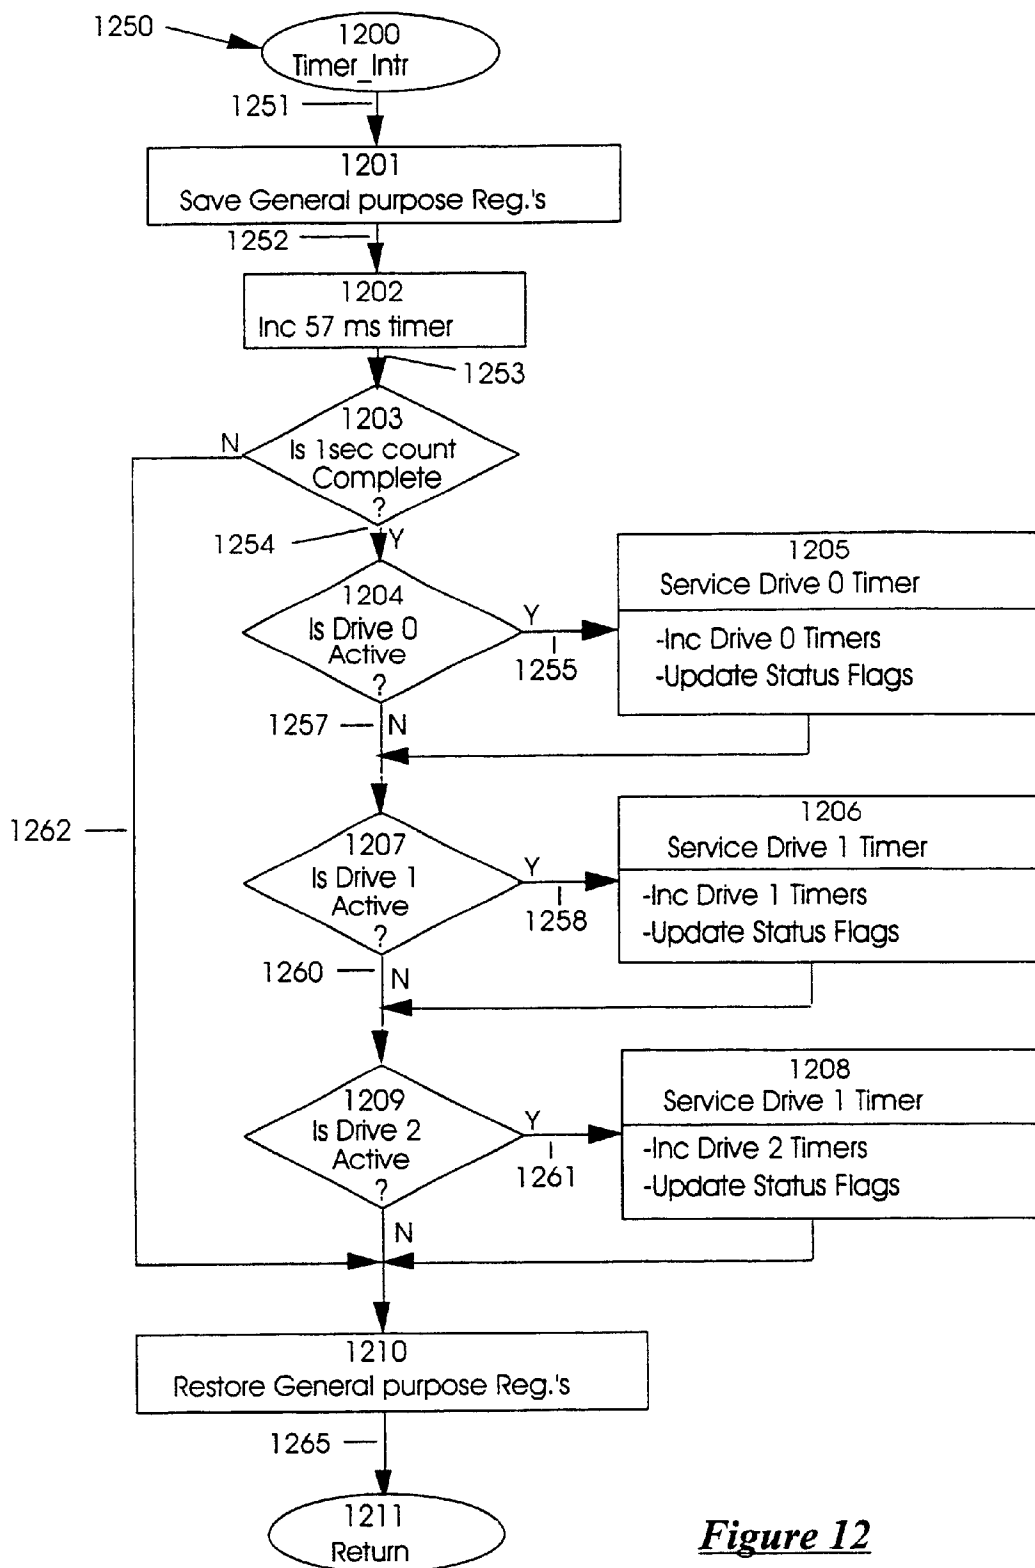 1250
1200
Timer_Intr
1251
1201
Save General purpose Reg.'s
1252
1202
Inc 57 ms timer
1253
1203
Is 1sec count
Complete
?
N
1254
Y
1204
Is Drive 0
Active
?
Y
1255
1205
Service Drive 0 Timer
-Inc Drive 0 Timers
-Update Status Flags
1257
N
1262
1207
Is Drive 1
Active
?
Y
1258
1206
Service Drive 1 Timer
-Inc Drive 1 Timers
-Update Status Flags
1260
N
1209
Is Drive 2
Active
?
Y
1261
1208
Service Drive 1 Timer
-Inc Drive 2 Timers
-Update Status Flags
N
1210
Restore General purpose Reg.'s
1265
1211
Return
Figure 12